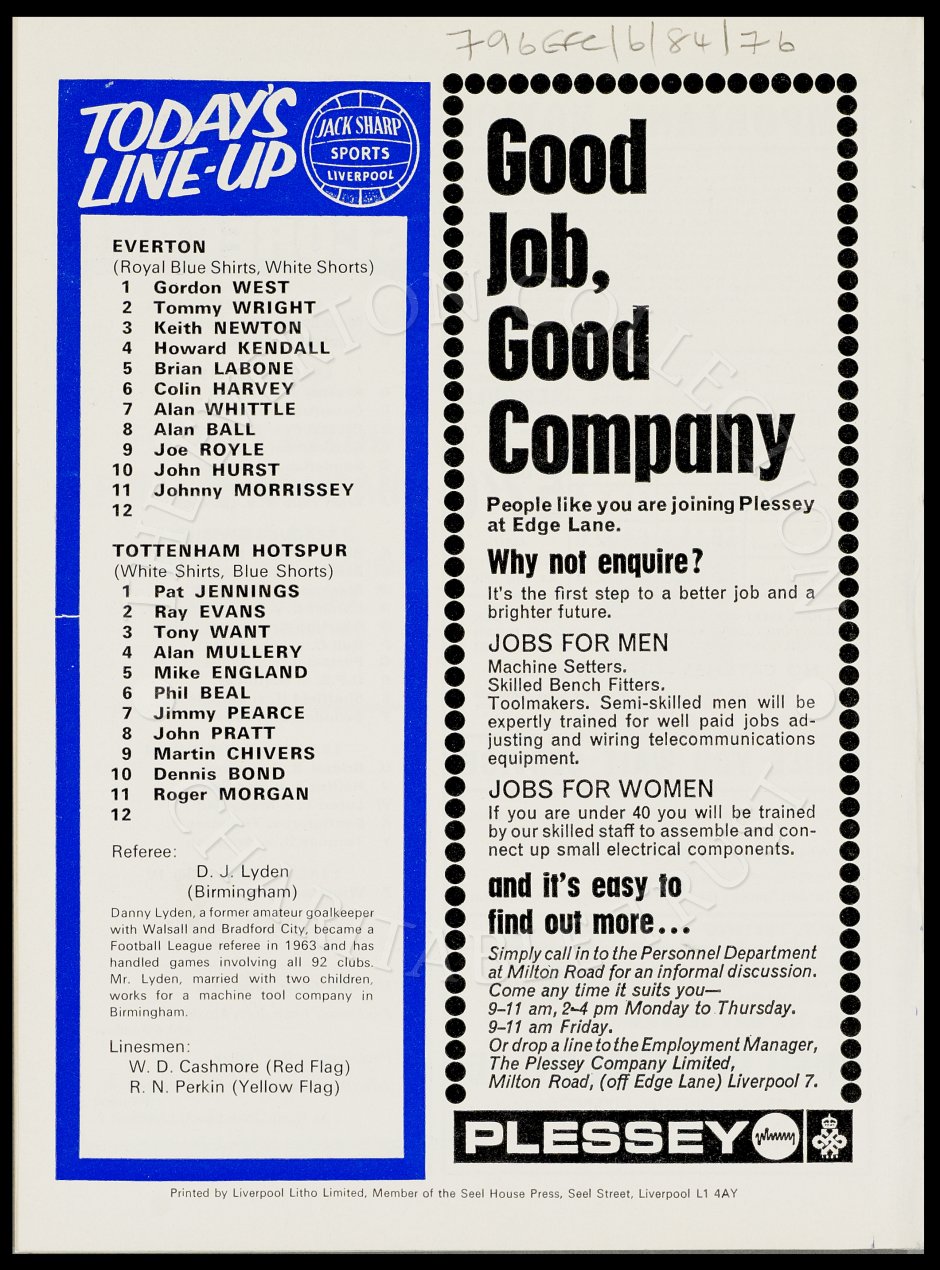 796EFC/6/84/76
TODAY'S
LINE-UP
JACK SHARP
SPORTS
LIVERPOOL
EVERTON
(Royal Blue Shirts, White Shorts)
1 Gordon WEST
2 Tommy WRIGHT
3 Keith NEWTON
4 Howard KENDALL
5 Brian LABONE
6 Colin HARVEY
7 Alan WHITTLE
8 Alan BALL
9 Joe ROYLE
10 John HURST
11 Johnny MORRISSEY
12
TOTTENHAM HOTSPUR
(White Shirts, Blue Shorts)
1 Pat JENNINGS
2 Ray EVANS
3 Tony WANT
4 Alan MULLERY
5 Mike ENGLAND
6 Phil BEAL
7 Jimmy PEARCE
8 John PRATT
9 Martin CHIVERS
10 Dennis BOND
11 Roger MORGAN
12
Referee:
D. J. Lyden
(Birmingham)
Danny Lyden, a former amateur goalkeeper
with Walsall and Bradford City, became a
Football League referee in 1963 and has
handled games involving all 92 clubs.
Mr. Lyden, married with two children,
works for a machine tool company in
Birmingham.
Linesmen:
W. D. Cashmore (Red Flag)
R. N. Perkin (Yellow Flag)
Good
Job,
Good
Company
People like you are joining Plessey
at Edge Lane.
Why not enquire?
It's the first step to a better job and a
brighter future.
JOBS FOR MEN
Machine Setters.
Skilled Bench Fitters.
Toolmakers. Semi-skilled men will be
expertly trained for well paid jobs ad-
justing and wiring telecommunications
equipment.
JOBS FOR WOMEN
If you are under 40 you will be trained
by our skilled staff to assemble and con-
nect up small electrical components.
and it's easy to
find out more...
Simply call in to the Personnel Department
at Milton Road for an informal discussion.
Come any time it suits you—
9–11 am, 2–4 pm Monday to Thursday.
9–11 am Friday.
Or drop a line to the Employment Manager,
The Plessey Company Limited,
Milton Road, (off Edge Lane) Liverpool 7.
PLESSEY
Printed by Liverpool Litho Limited, Member of the Seel House Press, Seel Street, Liverpool L1 4AY
THE EVERTON COLLECTION
CHARITABLE TRUST